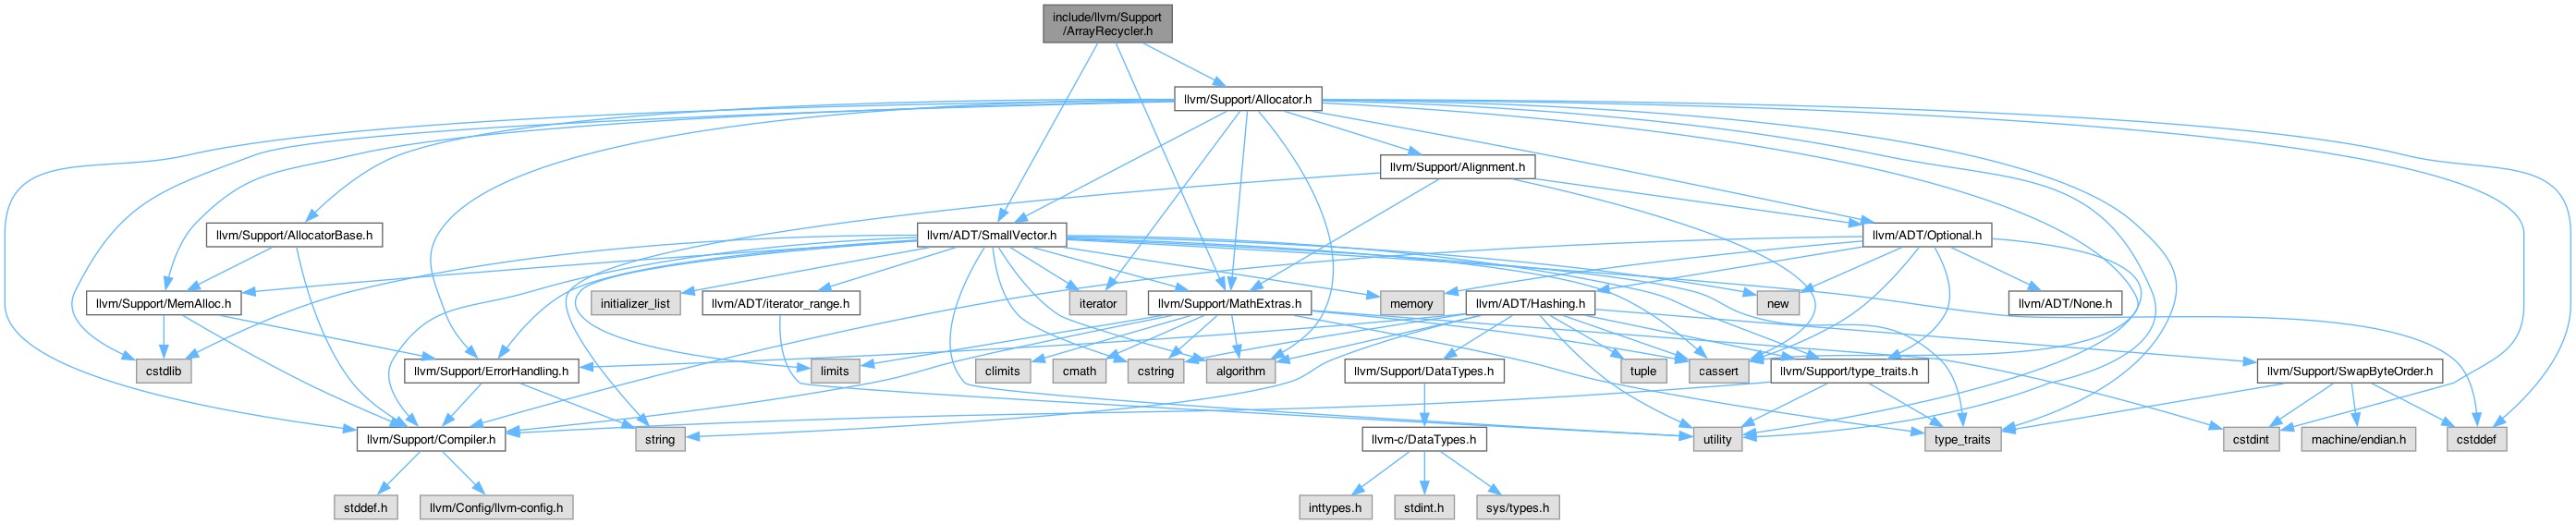 include/llvm/Support
/ArrayRecycler.h
llvm/Support/Allocator.h
llvm/Support/Alignment.h
llvm/Support/AllocatorBase.h
llvm/ADT/SmallVector.h
llvm/ADT/Optional.h
llvm/Support/MemAlloc.h
initializer_list
llvm/ADT/iterator_range.h
iterator
llvm/Support/MathExtras.h
memory
llvm/ADT/Hashing.h
new
llvm/ADT/None.h
cstdlib
llvm/Support/ErrorHandling.h
limits
climits
cmath
cstring
algorithm
llvm/Support/DataTypes.h
tuple
cassert
llvm/Support/type_traits.h
llvm/Support/SwapByteOrder.h
llvm/Support/Compiler.h
string
llvm-c/DataTypes.h
utility
type_traits
cstdint
machine/endian.h
cstddef
stddef.h
llvm/Config/llvm-config.h
inttypes.h
stdint.h
sys/types.h